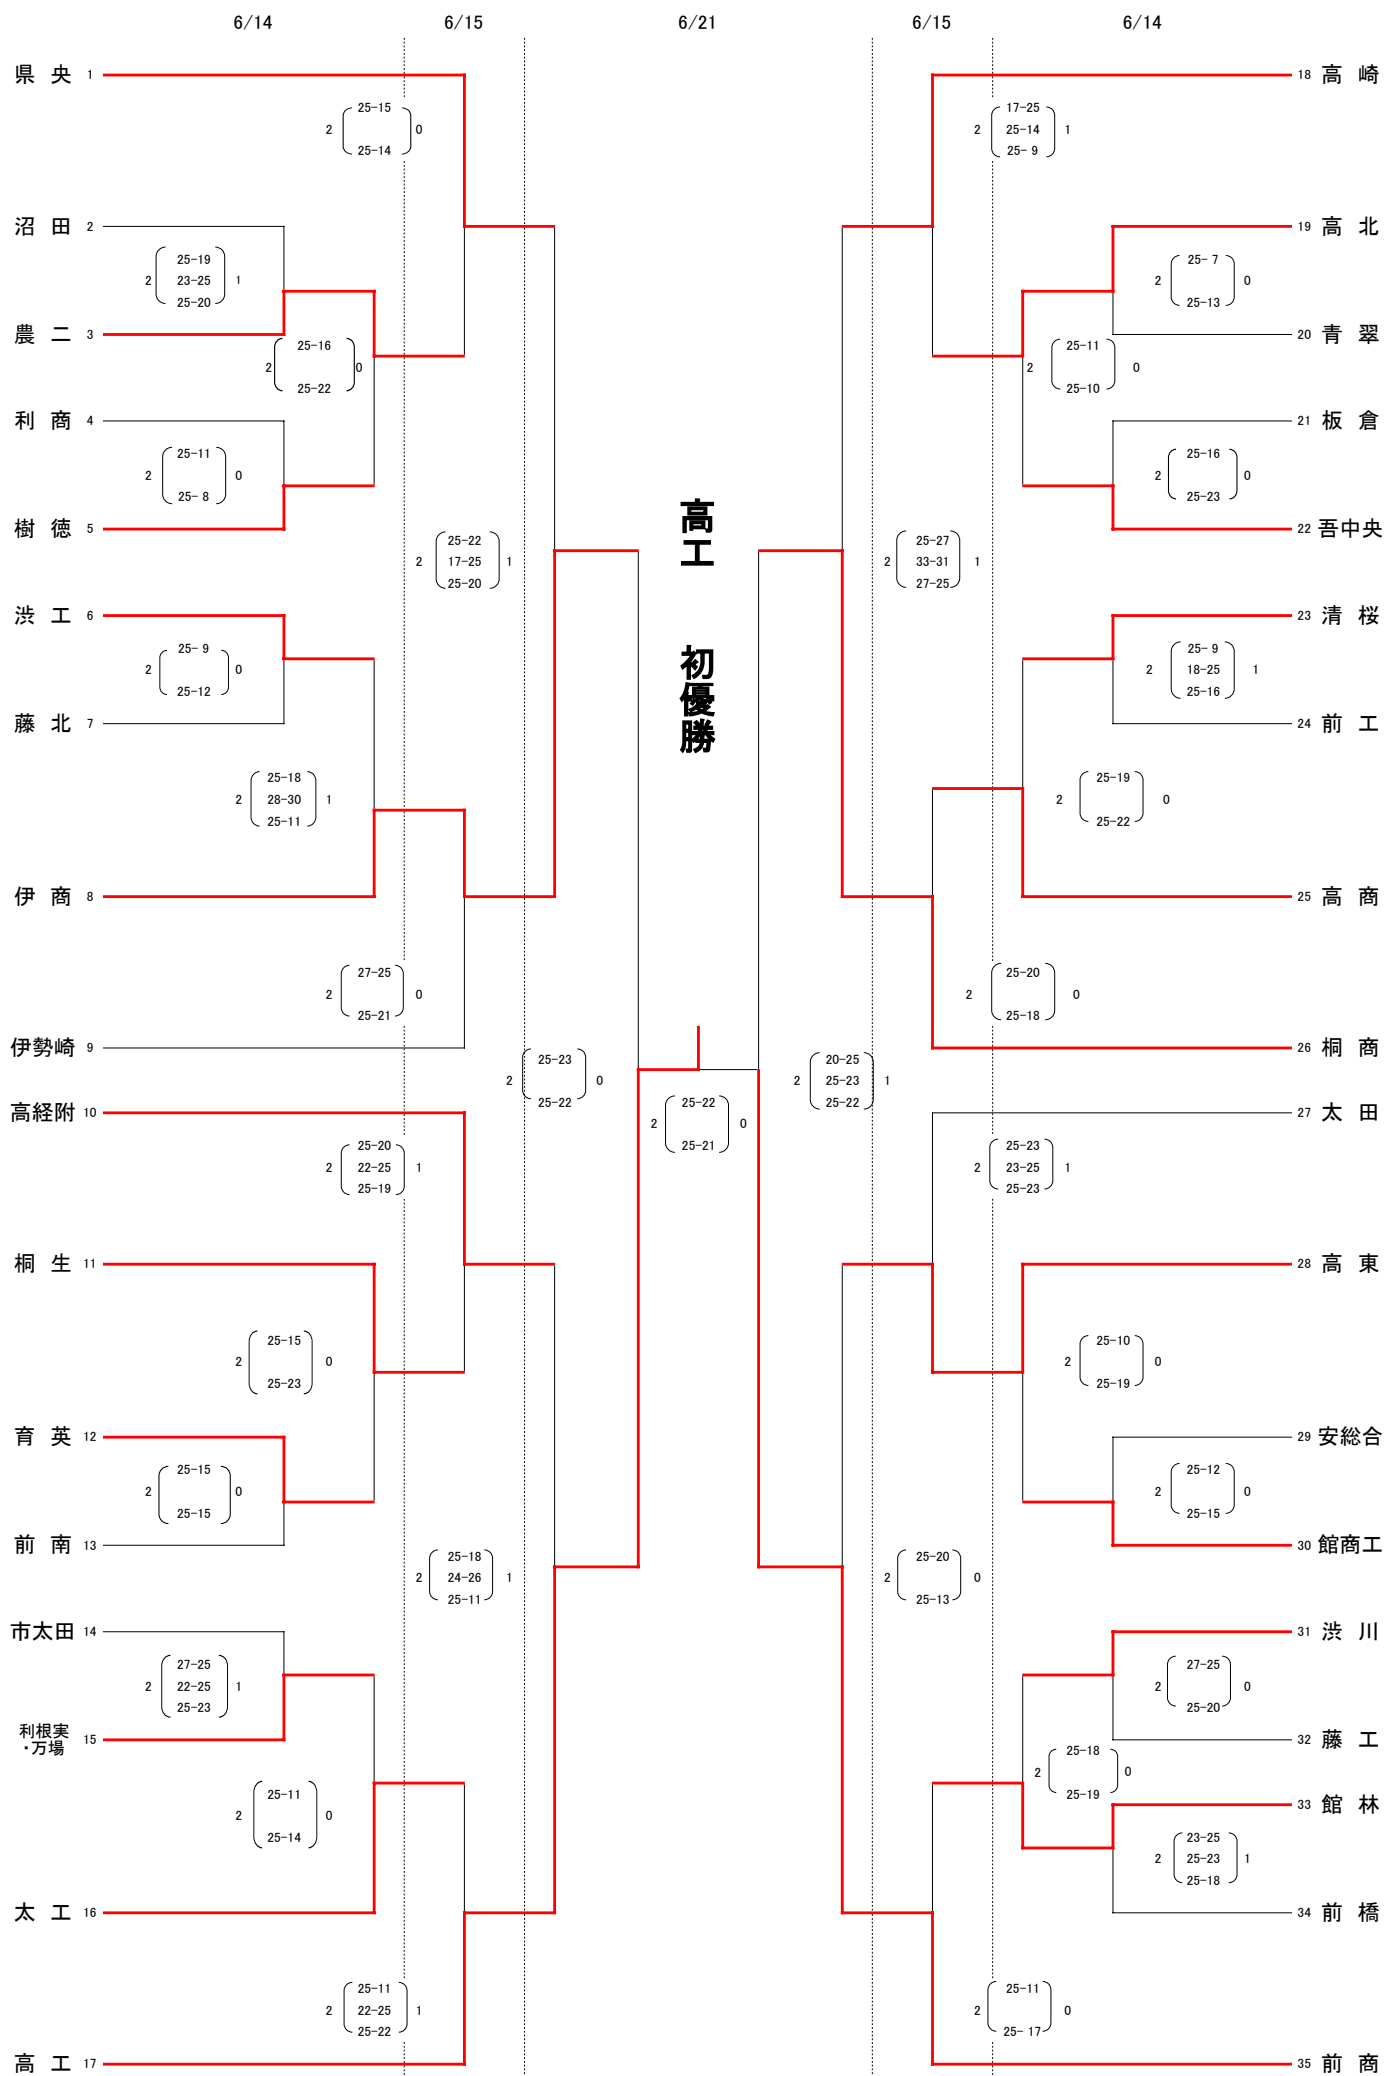 6/14 6/15 6/21 6/15 6/14
県 央 1
18 高 崎
25-15
2 0
25-14
17-25
2 25-14 1
25- 9
沼 田 2
19 高 北
25-19
2 23-25 1
25-20
25- 7
2 0
25-13
農 二 3
20 青 翠
25-16
2 0
25-22
25-11
2 0
25-10
利 商 4
21 板 倉
25-11
2 0
25- 8
25-16
2 0
25-23
樹 徳 5
22 吾中央
高工 初優勝
25-22
2 17-25 1
25-20
25-27
2 33-31 1
27-25
渋 工 6
23 清 桜
25- 9
2 0
25-12
25- 9
2 18-25 1
25-16
藤 北 7
24 前 工
25-18
2 28-30 1
25-11
25-19
2 0
25-22
伊 商 8
25 高 商
27-25
2 0
25-21
25-20
2 0
25-18
伊勢崎 9
26 桐 商
25-23
2 0
25-22
20-25
2 25-23 1
25-22
25-22
2 0
25-21
高経附 10
27 太 田
25-20
2 22-25 1
25-19
25-23
2 23-25 1
25-23
桐 生 11
28 高 東
25-15
2 0
25-23
25-10
2 0
25-19
育 英 12
29 安総合
25-15
2 0
25-15
25-12
2 0
25-15
前 南 13
30 館商工
25-18
2 24-26 1
25-11
25-20
2 0
25-13
市太田 14
31 渋 川
27-25
2 22-25 1
25-23
27-25
2 0
25-20
利根実
・万場 15
32 藤 工
25-18
2 0
25-19
25-11
2 0
25-14
33 館 林
23-25
2 25-23 1
25-18
太 工 16
34 前 橋
25-11
2 22-25 1
25-22
25-11
2 0
25- 17
高 工 17
35 前 商